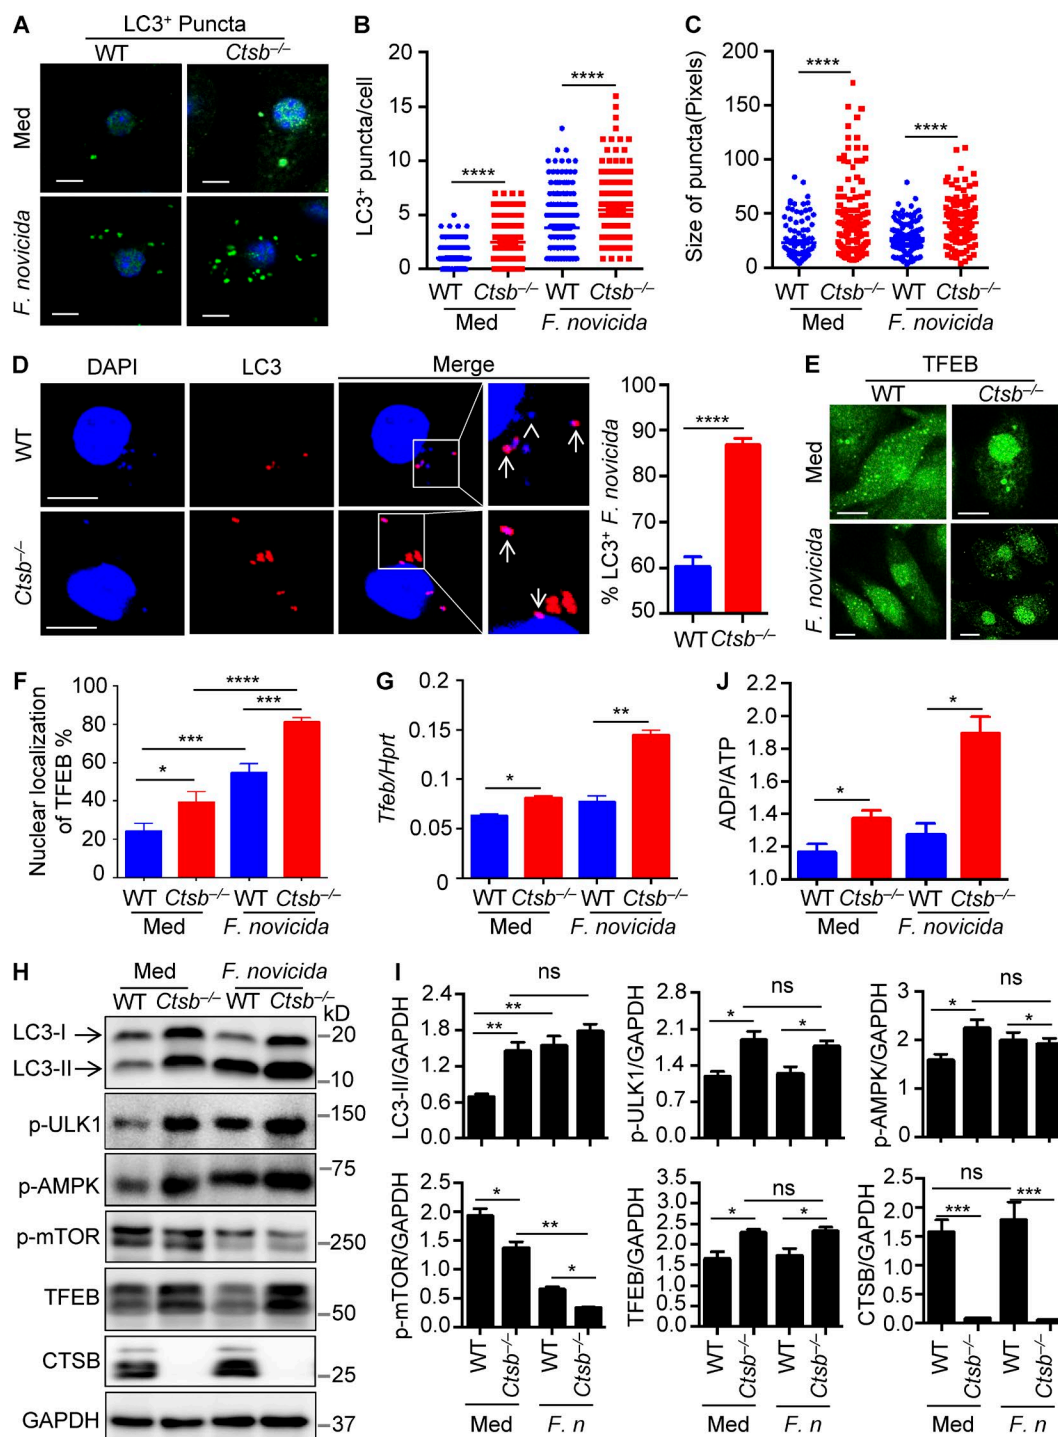 A
LC3⁺ Puncta
WT
Ctsb⁻/⁻
Med
F. novicida
B
LC3⁺ puncta/cell
20
15
10
5
0
****
****
WT Ctsb⁻/⁻ WT Ctsb⁻/⁻
Med F. novicida
C
Size of puncta(Pixels)
200
150
100
50
0
****
****
WT Ctsb⁻/⁻ WT Ctsb⁻/⁻
Med F. novicida
D
DAPI LC3 Merge
WT
Ctsb⁻/⁻
% LC3⁺ F. novicida
100
90
80
70
60
50
****
WT Ctsb⁻/⁻
E
TFEB
WT Ctsb⁻/⁻
Med
F. novicida
F
Nuclear localization
of TFEB %
100
80
60
40
20
0
****
***
***
*
WT Ctsb⁻/⁻ WT Ctsb⁻/⁻
Med F. novicida
G
Tfeb/Hprt
0.2
0.15
0.1
0.05
0
*
**
WT Ctsb⁻/⁻ WT Ctsb⁻/⁻
Med F. novicida
J
ADP/ATP
2.2
2.0
1.8
1.6
1.4
1.2
1.0
*
*
WT Ctsb⁻/⁻ WT Ctsb⁻/⁻
Med F. novicida
H
Med F. novicida
WT Ctsb⁻/⁻ WT Ctsb⁻/⁻ kD
LC3-I 20
LC3-II 10
p-ULK1 150
p-AMPK 75
p-mTOR 250
TFEB 50
CTSB 25
GAPDH 37
I
LC3-II/GAPDH
2.4
1.8
1.2
0.6
0.0
ns
**
**
p-ULK1/GAPDH
2.8
2.1
1.4
0.7
0.0
ns
*
*
p-AMPK/GAPDH
3
2
1
0
ns
*
*
p-mTOR/GAPDH
2.5
2.0
1.5
1.0
0.5
0.0
*
**
*
WT Ctsb⁻/⁻ WT Ctsb⁻/⁻
Med F. n
TFEB/GAPDH
3.5
3.0
2.5
2.0
1.5
1.0
0.5
0.0
ns
*
*
WT Ctsb⁻/⁻ WT Ctsb⁻/⁻
Med F. n
CTSB/GAPDH
2.5
2.0
1.5
1.0
0.5
0.0
ns
***
***
WT Ctsb⁻/⁻ WT Ctsb⁻/⁻
Med F. n